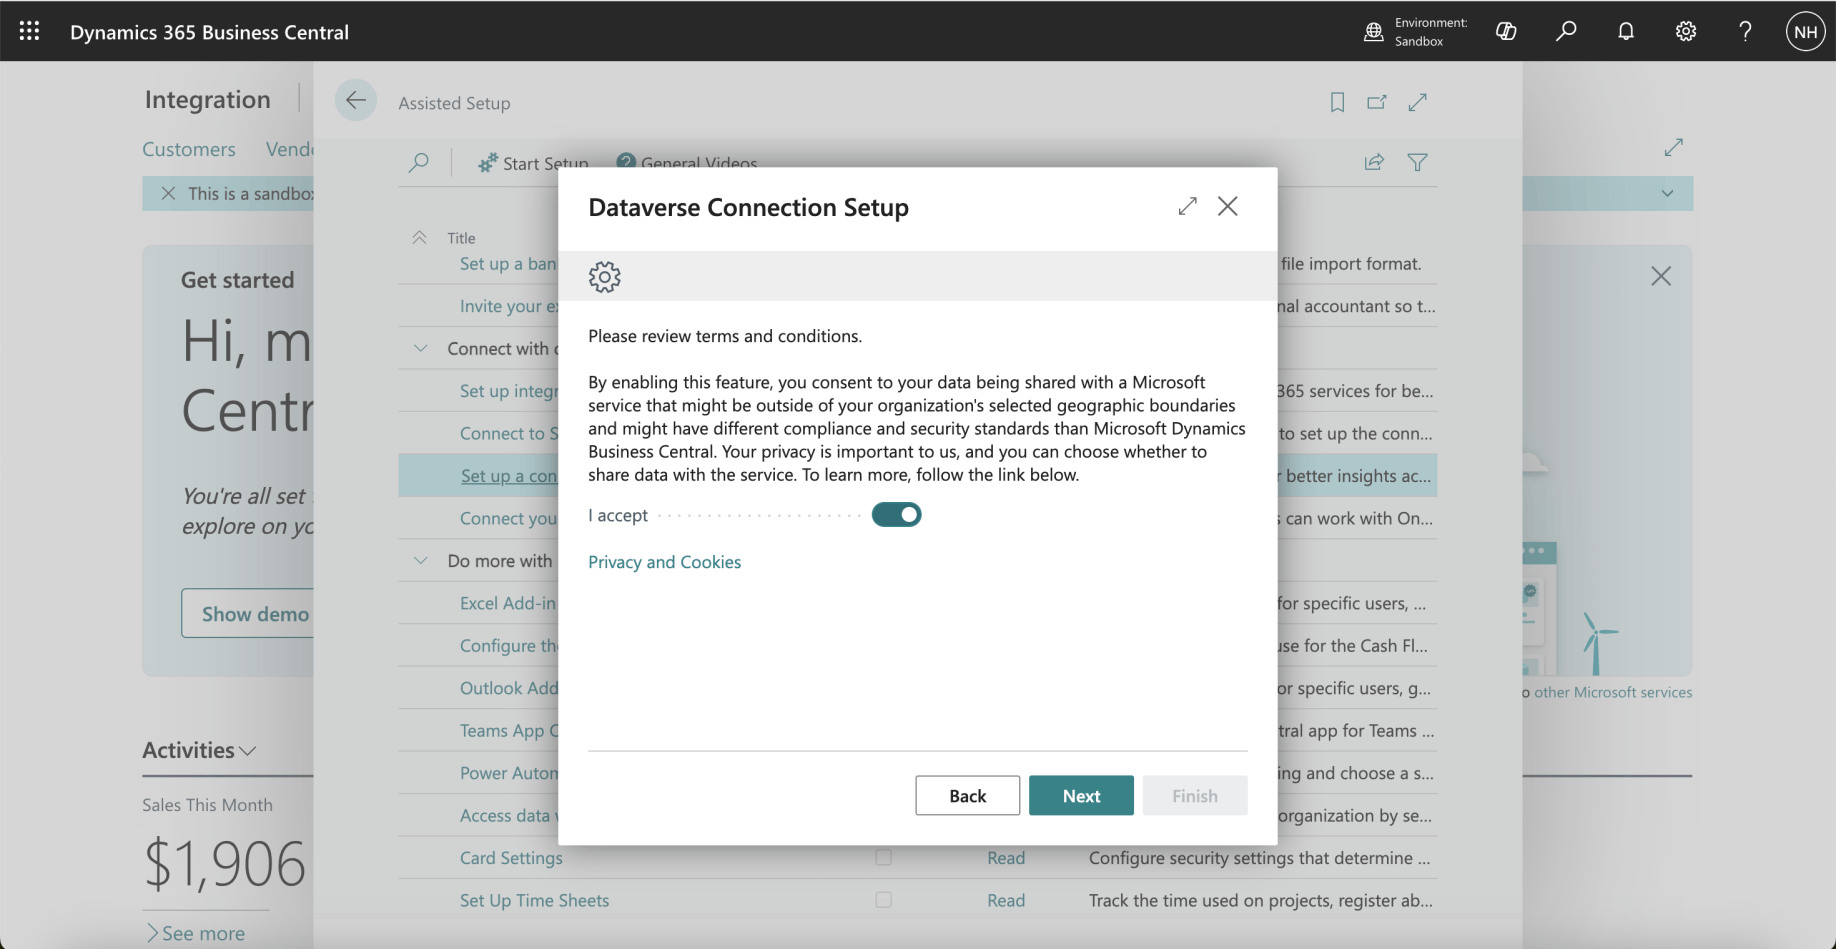 Dynamics 365 Business Central
Environment:
Sandbox
NH
Integration
Assisted Setup
Customers
Start Setup
General Videos
This is a sandbox
Dataverse Connection Setup
Title
Get started
Set up a ban
file import format.
Invite your
nal accountant so t...
Hi, m
Please review terms and conditions.
Connect with
By enabling this feature, you consent to your data being shared with a Microsoft
service that might be outside of your organization's selected geographic boundaries
and might have different compliance and security standards than Microsoft Dynamics
Business Central. Your privacy is important to us, and you can choose whether to
share data with the service. To learn more, follow the link below.
Set up integr
365 services for be...
Centr
Connect to S
to set up the conn...
Set up a con
better insights ac...
You're all set
explore on yo
Connect you
s can work with On...
I accept
Privacy and Cookies
Do more with
Excel Add-in
for specific users, ...
Show demo
Configure the
use for the Cash Fl...
Outlook Add
or specific users, g...
o other Microsoft services
Teams App C
tral app for Teams ...
Activities
Power Autom
ing and choose a s...
Back
Next
Finish
Sales This Month
Access data
organization by se...
$1,906
Card Settings
Read
Configure security settings that determine ...
Set Up Time Sheets
Read
Track the time used on projects, register ab...
See more